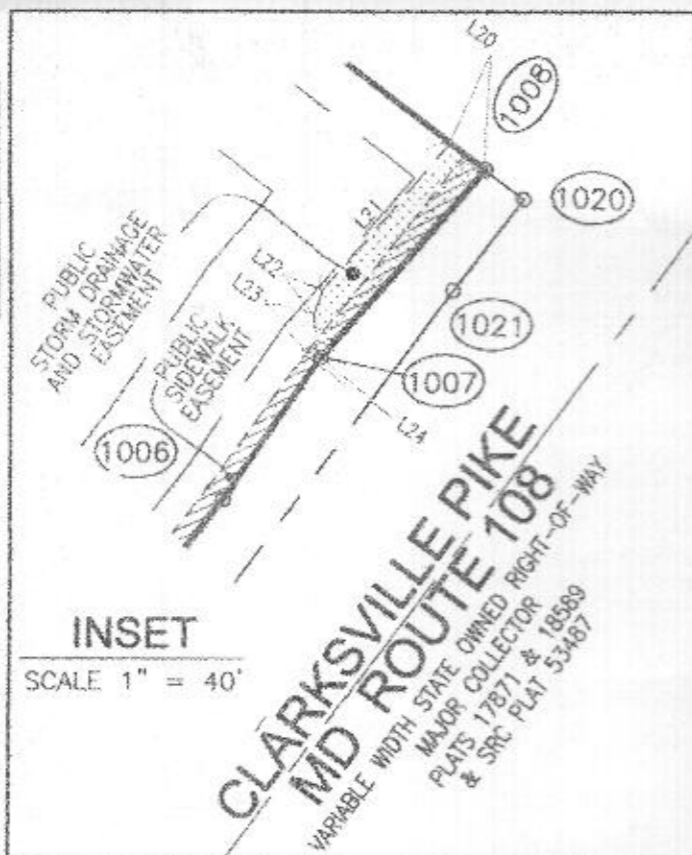 L20
1008
1020
L21
L22
L23
PUBLIC
STORM DRAINAGE
AND STORMWATER
EASEMENT
PUBLIC
SIDEWALK
EASEMENT
1021
1007
L24
1006
CLARKSVILLE PIKE
MD ROUTE 108
VARIABLE WIDTH STATE OWNED RIGHT-OF-WAY
MAJOR COLLECTOR
PLATS 17871 & 18589
& SRC PLAT 53487
INSET
SCALE 1" = 40'